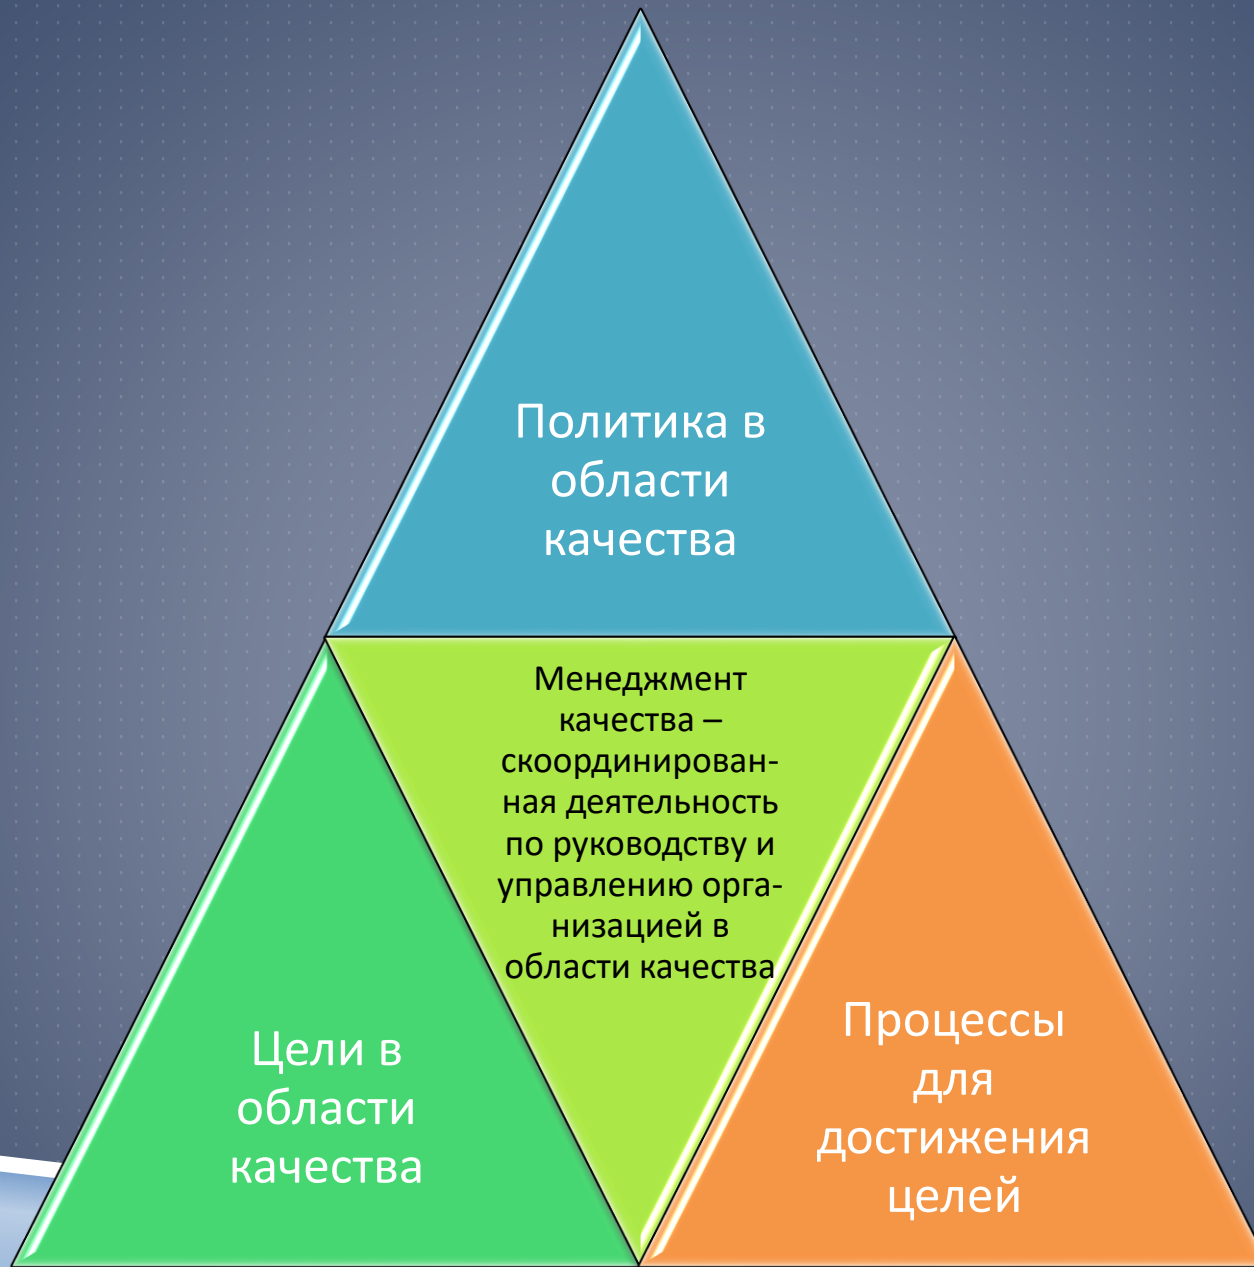 Политика в
области
качества
Менеджмент
качества –
скоординирован-
ная деятельность
по руководству и
управлению орга-
низацией в
области качества
Цели в
области
качества
Процессы
для
достижения
целей